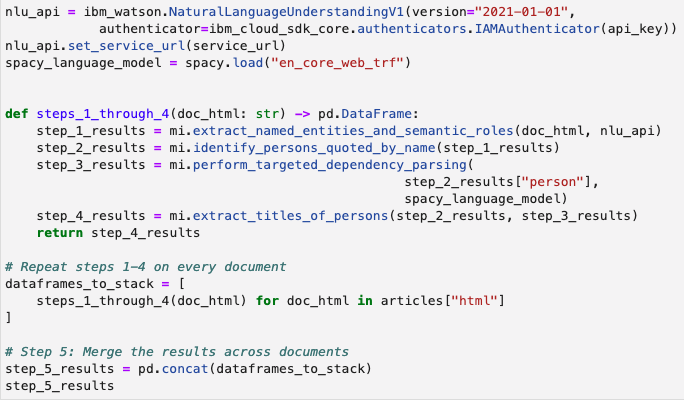 nlu_api = ibm_watson.NaturalLanguageUnderstandingV1(version="2021-01-01",
            authenticator=ibm_cloud_sdk_core.authenticators.IAMAuthenticator(api_key))
nlu_api.set_service_url(service_url)
spacy_language_model = spacy.load("en_core_web_trf")

def steps_1_through_4(doc_html: str) -> pd.DataFrame:
    step_1_results = mi.extract_named_entities_and_semantic_roles(doc_html, nlu_api)
    step_2_results = mi.identify_persons_quoted_by_name(step_1_results)
    step_3_results = mi.perform_targeted_dependency_parsing(
                                                    step_2_results["person"],
                                                    spacy_language_model)
    step_4_results = mi.extract_titles_of_persons(step_2_results, step_3_results)
    return step_4_results

# Repeat steps 1-4 on every document
dataframes_to_stack = [
    steps_1_through_4(doc_html) for doc_html in articles["html"]
]

# Step 5: Merge the results across documents
step_5_results = pd.concat(dataframes_to_stack)
step_5_results